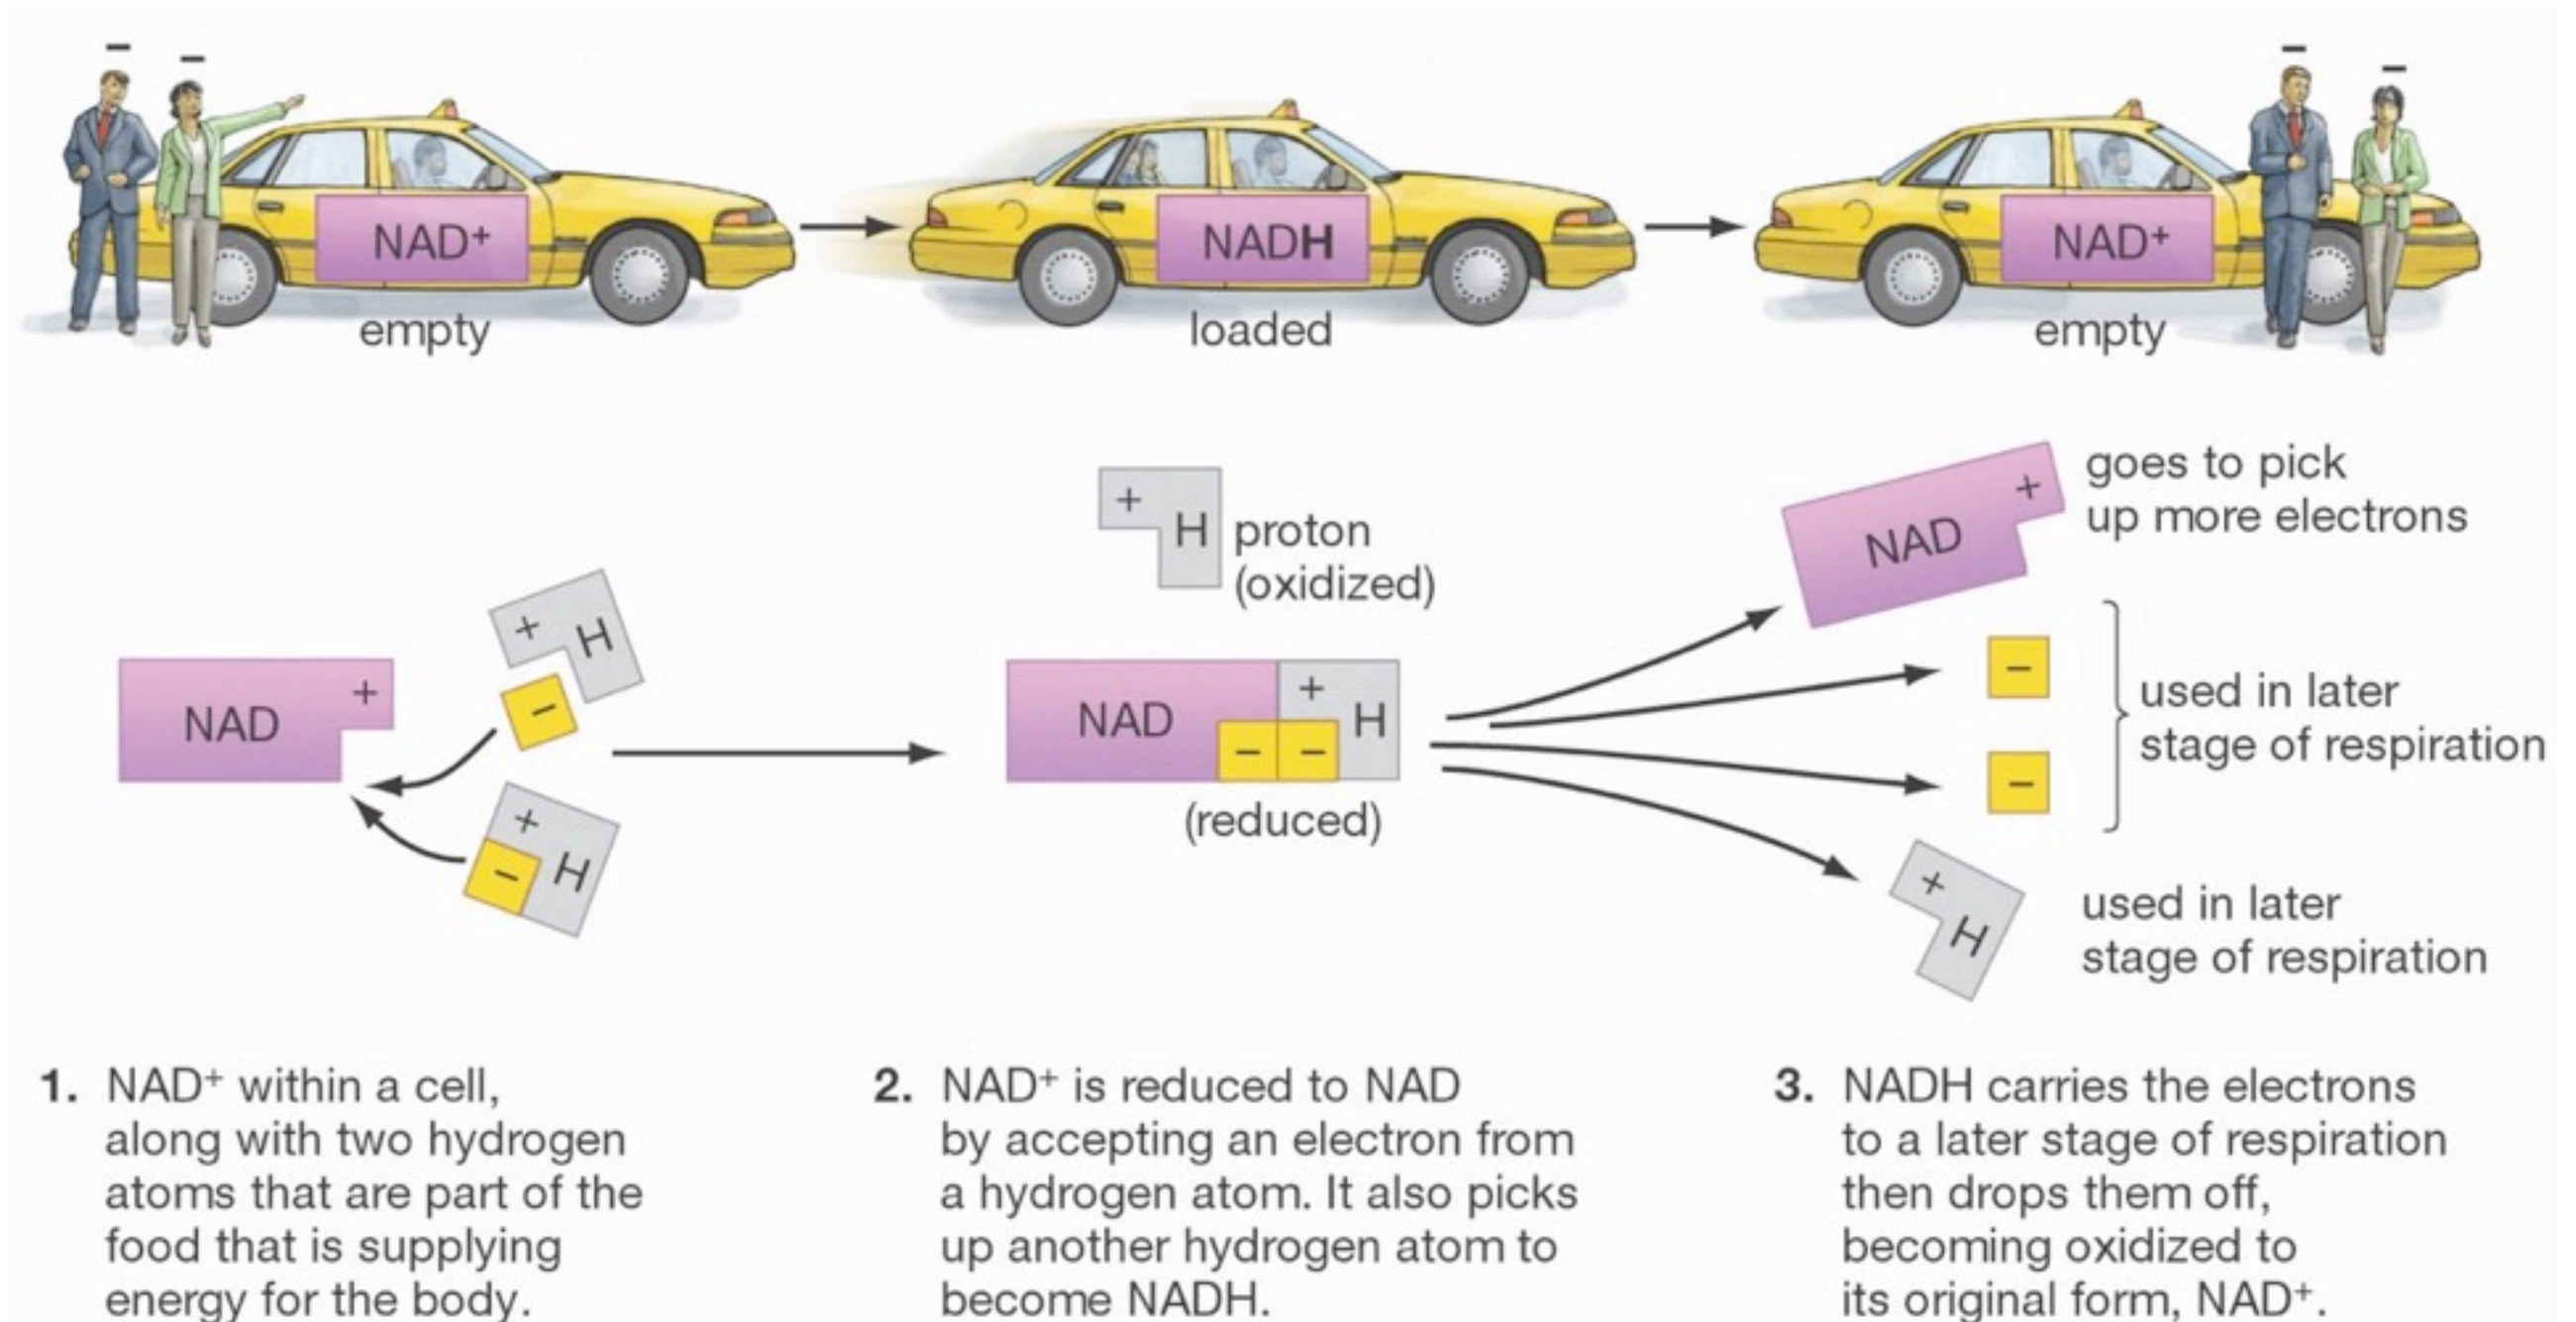 − −
NAD⁺
empty
NADH
loaded
− −
NAD⁺
empty
NAD +
+ H
−
+
− H
+
H proton
(oxidized)
NAD + H
− −
(reduced)
NAD +
goes to pick
up more electrons
−
−
used in later
stage of respiration
+
H
used in later
stage of respiration
1. NAD⁺ within a cell,
along with two hydrogen
atoms that are part of the
food that is supplying
energy for the body.
2. NAD⁺ is reduced to NAD
by accepting an electron from
a hydrogen atom. It also picks
up another hydrogen atom to
become NADH.
3. NADH carries the electrons
to a later stage of respiration
then drops them off,
becoming oxidized to
its original form, NAD⁺.